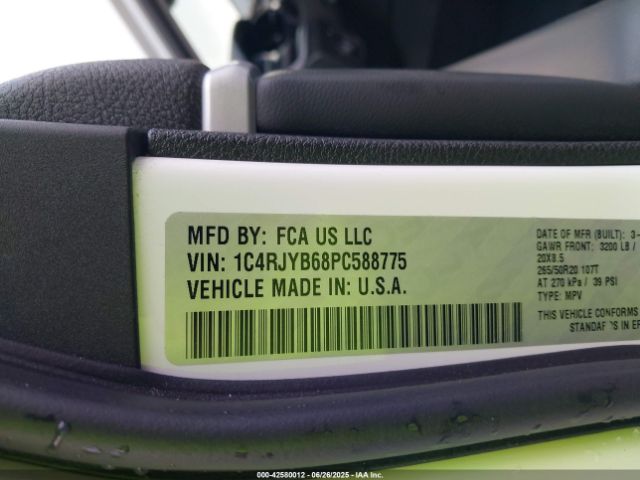 MFD BY: FCA US LLC
VIN: 1C4RJYB68PC588775
VEHICLE MADE IN: U.S.A.
DATE OF MFR (BUILT): 3-
GAWR FRONT: 3200 LB /
20X8.5
265/50R20 107T
AT 270 kPa / 39 PSI
TYPE: MPV
THIS VEHICLE CONFORMS
IN
000-42580012 - 06/26/2025 - IAA Inc.